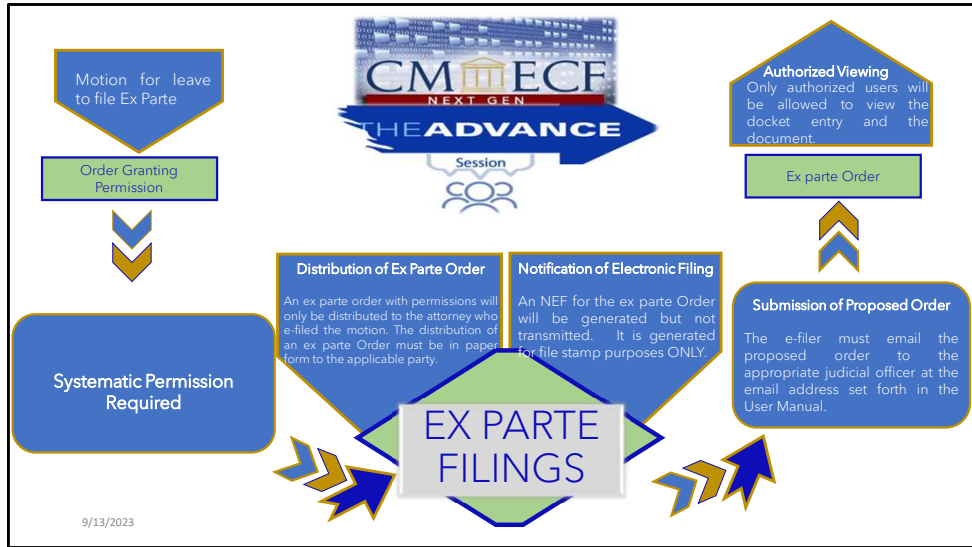 Motion for leave
to file Ex Parte
Order Granting
Permission
Systematic Permission
Required
CM ECF
NEXT GEN
THE ADVANCE
Session
Distribution of Ex Parte Order
An ex parte order with permissions will
only be distributed to the attorney who
e-filed the motion. The distribution of
an ex parte Order must be in paper
form to the applicable party.
Notification of Electronic Filing
An NEF for the ex parte Order
will be generated but not
transmitted. It is generated
for file stamp purposes ONLY.
EX PARTE
FILINGS
Authorized Viewing
Only authorized users will
be allowed to view the
docket entry and the
document.
Ex parte Order
Submission of Proposed Order
The e-filer must email the
proposed order to the
appropriate judicial officer at the
email address set forth in the
User Manual.
9/13/2023